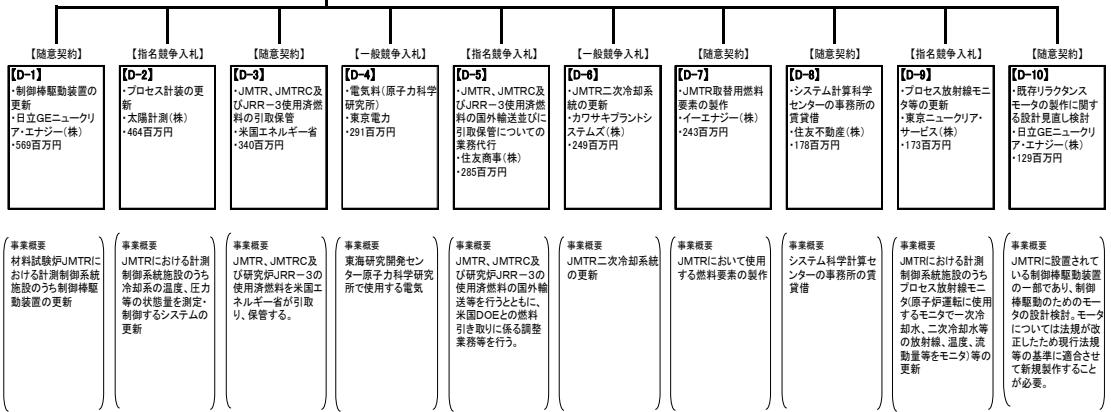 【随意契約】
【D-1】
・制御棒駆動装置の
更新
・日立GEニュークリ
ア・エナジー(株)
・569百万円
事業概要
材料試験炉JMTRに
おける計測制御系統
施設のうち制御棒駆
動装置の更新
【指名競争入札】
【D-2】
・プロセス計装の更
新
・太陽計測(株)
・464百万円
事業概要
JMTRにおける計測
制御系統施設のうち
冷却系の温度、圧力
等の状態量を測定・
制御するシステムの
更新
【随意契約】
【D-3】
・JMTR、JMTRC及
びJRR-3使用済燃
料の引取保管
・米国エネルギー省
・340百万円
事業概要
JMTR、JMTRC及
び研究炉JRR-3の
使用済燃料を米国エ
ネルギー省が引取
り、保管する。
【一般競争入札】
【D-4】
・電気料(原子力科学
研究所)
・東京電力
・291百万円
事業概要
東海研究開発セン
ター原子力科学研究
所で使用する電気
【指名競争入札】
【D-5】
・JMTR、JMTRC及
びJRR-3使用済燃
料の国外輸送並びに
引取保管についての
業務代行
・住友商事(株)
・285百万円
事業概要
JMTR、JMTRC及
び研究炉JRR-3の
使用済燃料の国外輸
送等を行うとともに、
米国DOEとの燃料
引き取りに係る調整
業務等を行う。
【一般競争入札】
【D-6】
・JMTR二次冷却系
統の更新
・カワサキプラントシ
ステムズ(株)
・249百万円
事業概要
JMTR二次冷却系統
の更新
【随意契約】
【D-7】
・JMTR取替用燃料
要素の製作
・イーエナジー(株)
・243百万円
事業概要
JMTRにおいて使用
する燃料要素の製作
【随意契約】
【D-8】
・システム計算科学
センターの事務所の
賃貸借
・住友不動産(株)
・178百万円
事業概要
システム科学計算セ
ンターの事務所の賃
貸借
【指名競争入札】
【D-9】
・プロセス放射線モニ
タ等の更新
・東京ニュークリア・
サービス(株)
・173百万円
事業概要
JMTRにおける計測
制御系統施設のうち
プロセス放射線モニ
タ(原子炉運転に使用
するモニタで一次冷
却水、二次冷却水等
の放射線、温度、流
動量等をモニタ)等の
更新
【随意契約】
【D-10】
・既存リラクタンス
モータの製作に関す
る設計見直し検討
・日立GEニュークリ
ア・エナジー(株)
・129百万円
事業概要
JMTRに設置されて
いる制御棒駆動装置
の一部であり、制御
棒駆動のためのモー
タの設計検討。モータ
については法規が改
正したため現行法規
等の基準に適合させ
て新規製作すること
が必要。